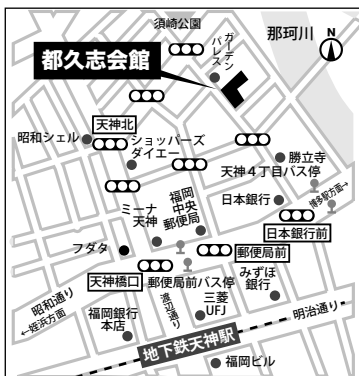 須崎公園
那珂川
N
ガーデン
パレス
都久志会館
天神北
昭和シェル
ショッパーズ
ダイエー
勝立寺
天神4丁目バス停
日本銀行
博多駅方面→
日本銀行前
ミーナ
天神
福岡
中央
郵便局
フタタ
郵便局前
天神橋口
郵便局前バス停
みずほ
銀行
昭和通り
←姪浜方面
渡辺通り
三菱
UFJ
明治通り
福岡銀行
本店
地下鉄天神駅
福岡ビル